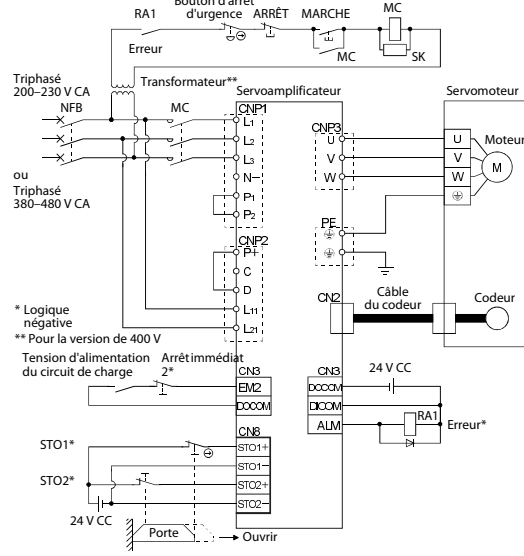 Bouton d'arrêt
d'urgence
RA1
ARRÊT
MARCHE
MC
Erreur
MC
SK
Triphasé
200–230 V CA
Transformateur**
Servoamplificateur
Servomoteur
NFB
MC
CNP1
L1
L2
L3
N–
P1
P2
CNP3
U
V
W
U
V
W
Moteur
M
ou
Triphasé
380–480 V CA
PE
CNP2
P+
C
D
L11
L21
CN2
Câble
du codeur
Codeur
* Logique
négative
** Pour la version de 400 V
Tension d'alimentation
du circuit de charge
Arrêt immédiat
2*
CN3
EM2
DOCOM
CN3
DOCOM
DICOM
ALM
24 V CC
RA1
Erreur*
CN8
STO1+
STO1–
STO2+
STO2–
STO1*
STO2*
24 V CC
Porte
Ouvrir